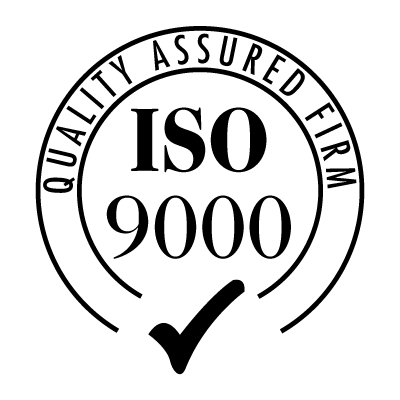 QUALITY ASSURED FIRM
ISO
9000